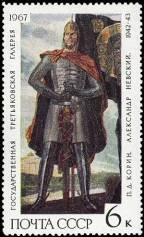 1967
ГОСУДАРСТВЕННАЯ ТРЕТЬЯКОВСКАЯ ГАЛЕРЕЯ
П. Д. КОРИН. АЛЕКСАНДР НЕВСКИЙ. 1942-43
ПОЧТА СССР 6 К